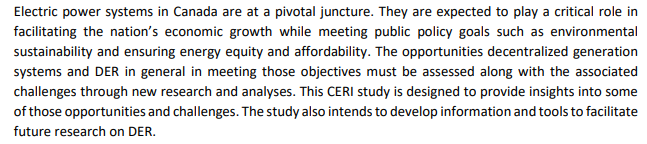 Electric power systems in Canada are at a pivotal juncture. They are expected to play a critical role in
facilitating the nation's economic growth while meeting public policy goals such as environmental
sustainability and ensuring energy equity and affordability. The opportunities decentralized generation
systems and DER in general in meeting those objectives must be assessed along with the associated
challenges through new research and analyses. This CERI study is designed to provide insights into some
of those opportunities and challenges. The study also intends to develop information and tools to facilitate
future research on DER.